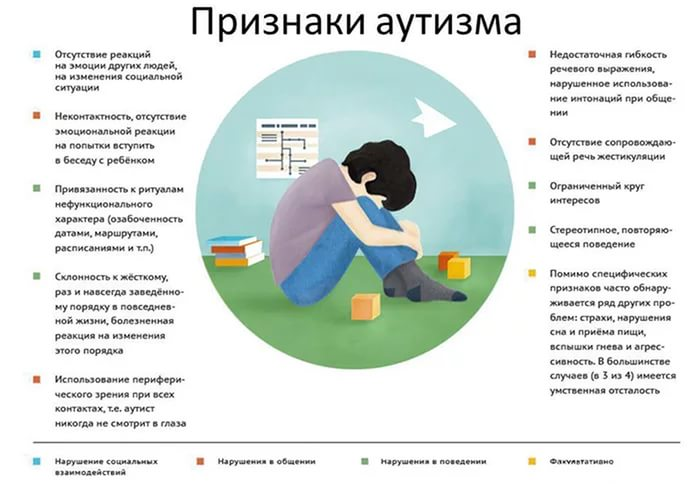 Признаки аутизма
Отсутствие реакций
на эмоции других людей,
на изменения социальной
ситуации
Неконтактность, отсутствие
эмоциональной реакции
на попытки вступить
в беседу с ребёнком
Привязанность к ритуалам
нефункционального
характера (озабоченность
датами, маршрутами,
расписаниями и т.п.)
Склонность к жёсткому,
раз и навсегда заведённо-
му порядку в повседнев-
ной жизни, болезненная
реакция на изменения
этого порядка
Использование перифери-
ческого зрения при всех
контактах, т.е. аутист
никогда не смотрит в глаза
Недостаточная гибкость
речевого выражения,
нарушенное использова-
ние интонаций при обще-
нии
Отсутствие сопровождаю-
щей речь жестикуляции
Ограниченный круг
интересов
Стереотипное, повторяю-
щееся поведение
Помимо специфических
признаков часто обнару-
живается ряд других про-
блем: страхи, нарушения
сна и приёма пищи,
вспышки гнева и агрес-
сивность. В большинстве
случаев (в 3 из 4) имеется
умственная отсталость
Нарушение социальных
взаимодействий
Нарушения в общении
Нарушения в поведении
Факультативно